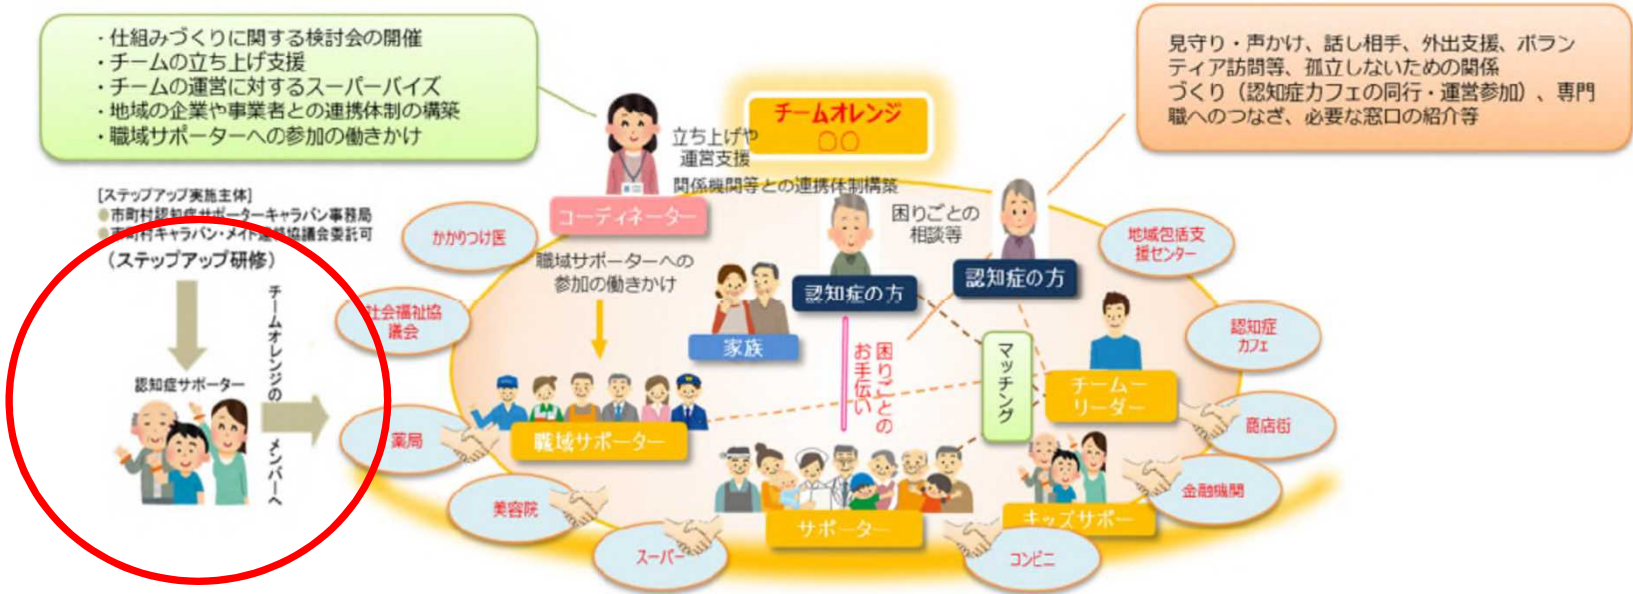 ・仕組みづくりに関する検討会の開催
・チームの立ち上げ支援
・チームの運営に対するスーパーバイズ
・地域の企業や事業者との連携体制の構築
・職域サポーターへの参加の働きかけ
チームオレンジ
〇〇
見守り・声かけ、話し相手、外出支援、ボラン
ティア訪問等、孤立しないための関係
づくり（認知症カフェの同行・運営参加）、専門
職へのつなぎ、必要な窓口の紹介等
立ち上げや
運営支援
関係機関等との連携体制構築
コーディネーター
[ステップアップ実施主体]
●市町村認知症サポーターキャラバン事務局
●市町村キャラバン・メイト連絡協議会委託可
（ステップアップ研修）
チームオレンジの
メンバーへ
認知症サポーター
かかりつけ医
社会福祉協
議会
薬局
美容院
スーパー
コンビニ
金融機関
商店街
認知症
カフェ
地域包括支
援センター
職域サポーターへの
参加の働きかけ
困りごとの
相談等
認知症の方
認知症の方
家族
困りごとの
お手伝い
マッチング
チームー
リーダー
職域サポーター
サポーター
キッズサポー